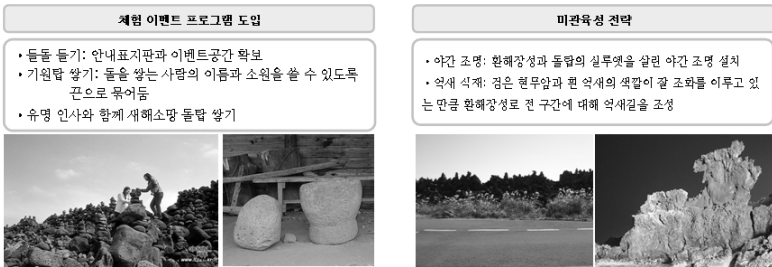 체험 이벤트 프로그램 도입
• 들돌 들기: 안내표지판과 이벤트공간 확보
• 기원탑 쌓기: 돌을 쌓는 사람의 이름과 소원을 쓸 수 있도록
끈으로 묶어둠
• 유명 인사와 함께 새해소망 돌탑 쌓기
미관육성 전략
• 야간 조명: 환해장성과 돌탑의 실루엣을 살린 야간 조명 설치
• 억새 식재: 검은 현무암과 흰 억새의 색깔이 잘 조화를 이루고 있
는 만큼 환해장성로 전 구간에 대해 억새길을 조성